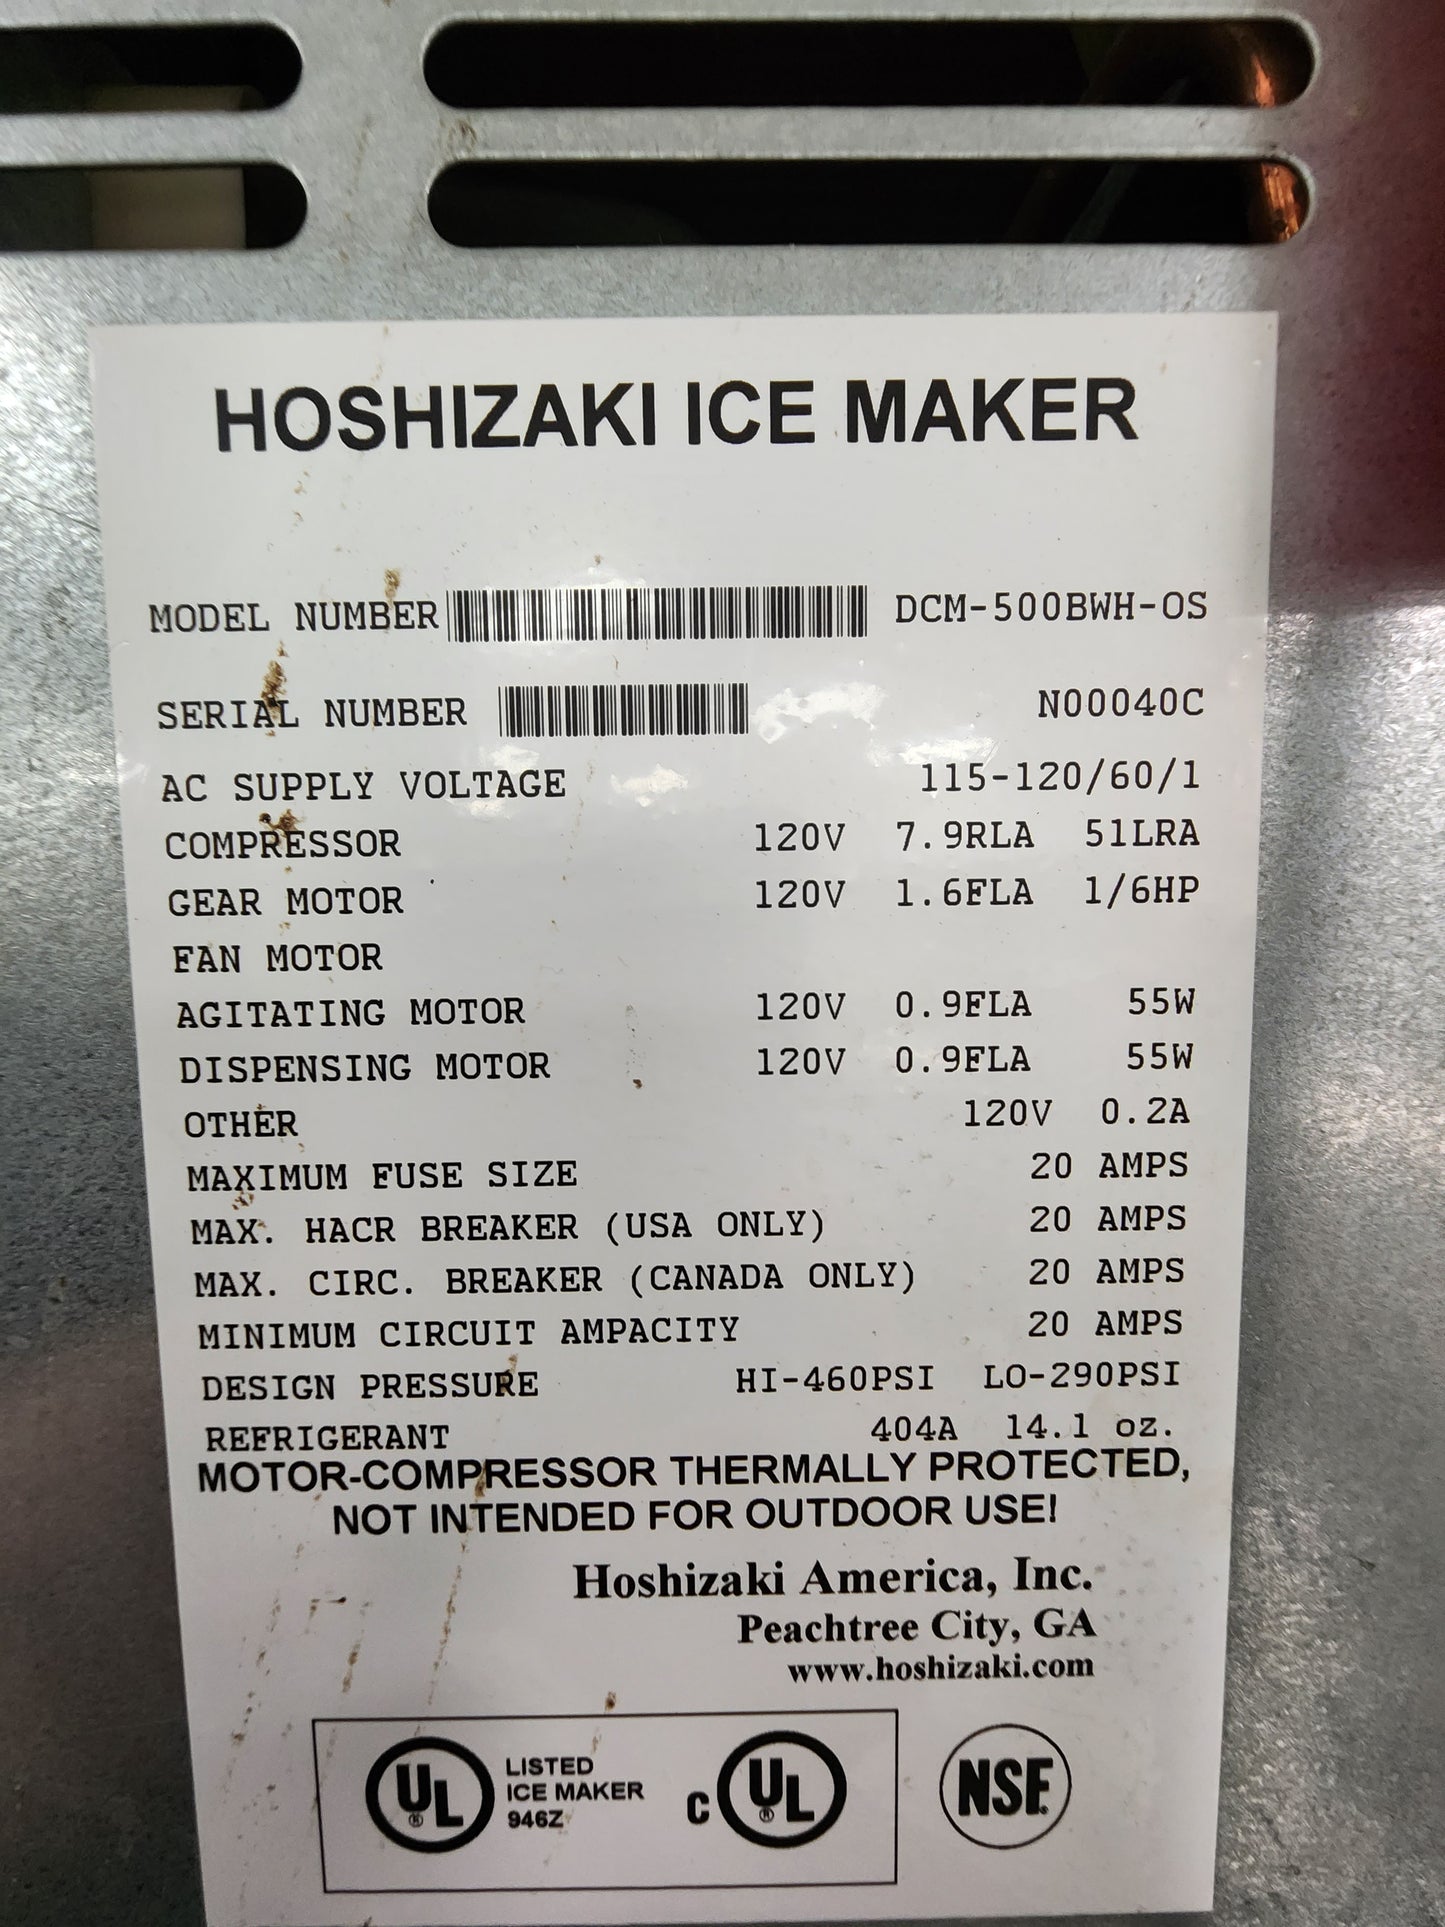 HOSHIZAKI ICE MAKER
MODEL NUMBER DCM-500BWH-OS
SERIAL NUMBER N00040C
AC SUPPLY VOLTAGE 115-120/60/1
COMPRESSOR 120V 7.9RLA 51LRA
GEAR MOTOR 120V 1.6FLA 1/6HP
FAN MOTOR
AGITATING MOTOR 120V 0.9FLA 55W
DISPENSING MOTOR 120V 0.9FLA 55W
OTHER 120V 0.2A
MAXIMUM FUSE SIZE 20 AMPS
MAX. HACR BREAKER (USA ONLY) 20 AMPS
MAX. CIRC. BREAKER (CANADA ONLY) 20 AMPS
MINIMUM CIRCUIT AMPACITY 20 AMPS
DESIGN PRESSURE HI-460PSI LO-290PSI
REFRIGERANT 404A 14.1 oz.
MOTOR-COMPRESSOR THERMALLY PROTECTED,
NOT INTENDED FOR OUTDOOR USE!
Hoshizaki America, Inc.
Peachtree City, GA
www.hoshizaki.com
UL® LISTED
ICE MAKER
946Z
C UL®
NSF.